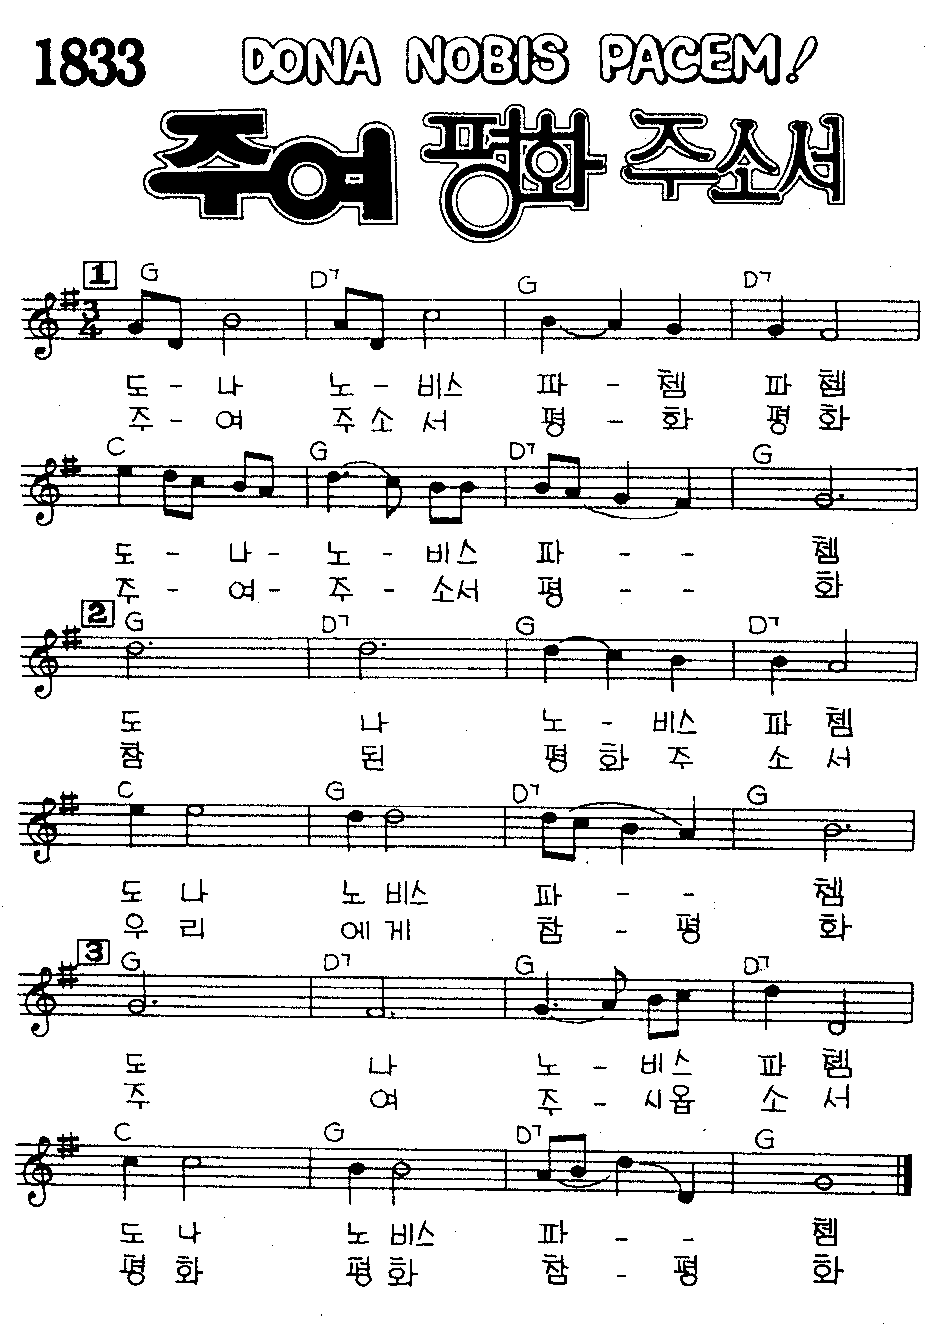 1833 DONA NOBIS PACEM!
주여 평화 주소서
1 G D7 G D7
3/4
도 - 나 노 - 비스 파 - 쳄 파 쳄
주 - 여 주 소 서 평 - 화 평 화
C G D7 G
도 - 나 - 노 - 비스 파 - - 쳄
주 - 여 - 주 - 소서 평 - - 화
2 G D7 G D7
도 나 노 - 비스 파 쳄
참 된 평 화 주 소 서
C G D7 G
도 나 노 비스 파 - - 쳄
우 리 에 게 참 - 평 화
3 G D7 G D7
도 나 노 - 비스 파 쳄
주 여 주 - 시옵 소 서
C G D7 G
도 나 노 비스 파 - - 쳄
평 화 평 화 참 - 평 화